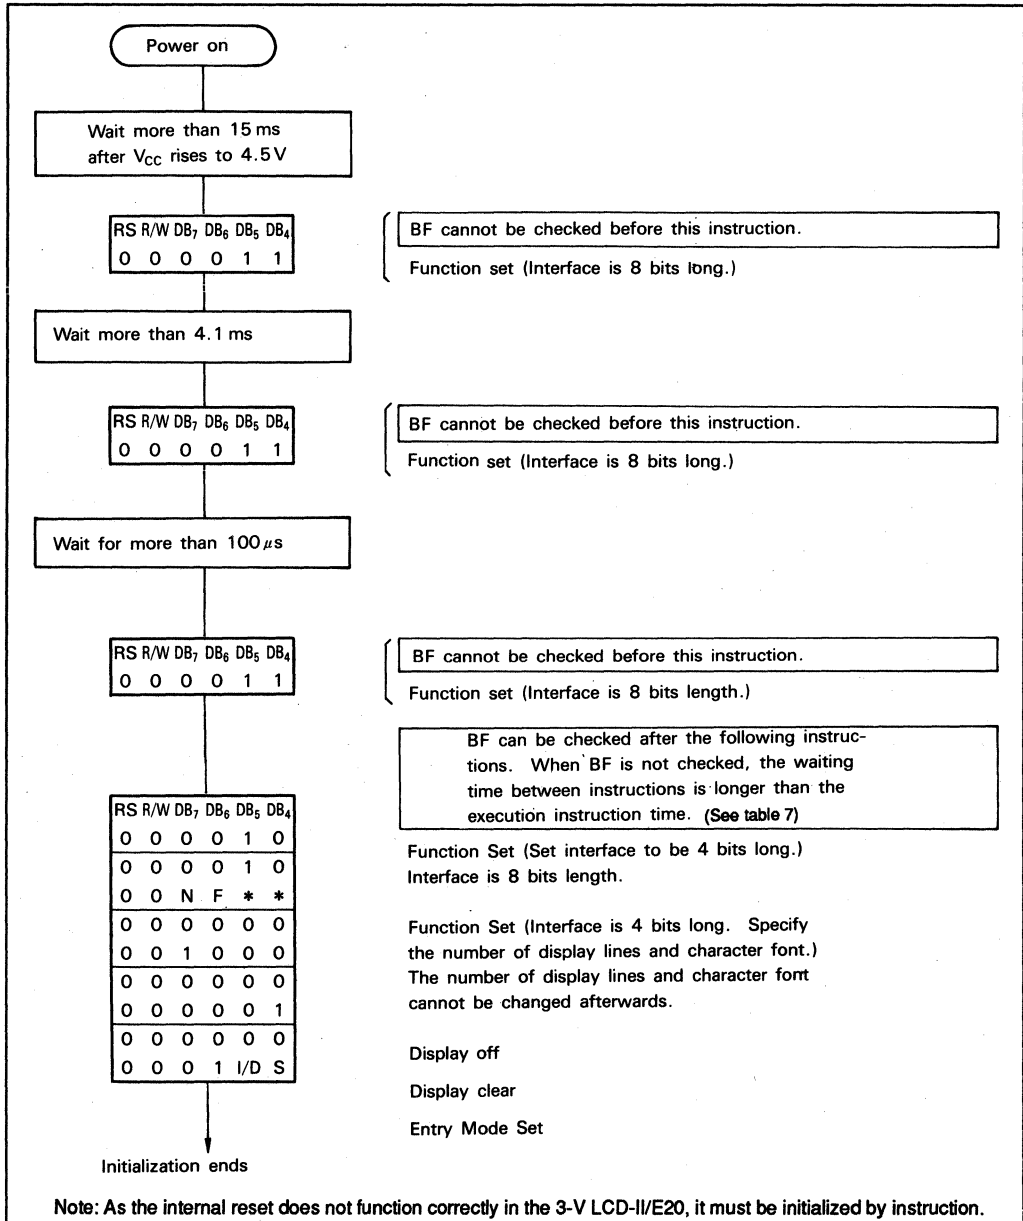 Power on
Wait more than 15 ms
after VCC rises to 4.5 V
RS R/W DB7 DB6 DB5 DB4
0 0 0 0 1 1
BF cannot be checked before this instruction.
Function set (Interface is 8 bits long.)
Wait more than 4.1 ms
RS R/W DB7 DB6 DB5 DB4
0 0 0 0 1 1
BF cannot be checked before this instruction.
Function set (Interface is 8 bits long.)
Wait for more than 100 μs
RS R/W DB7 DB6 DB5 DB4
0 0 0 0 1 1
BF cannot be checked before this instruction.
Function set (Interface is 8 bits length.)
BF can be checked after the following instruc-
tions. When BF is not checked, the waiting
time between instructions is longer than the
execution instruction time. (See table 7)
RS R/W DB7 DB6 DB5 DB4
0 0 0 0 1 0
0 0 0 0 1 0
0 0 N F * *
0 0 0 0 0 0
0 0 1 0 0 0
0 0 0 0 0 0
0 0 0 0 0 1
0 0 0 0 0 0
0 0 0 1 I/D S
Function Set (Set interface to be 4 bits long.)
Interface is 8 bits length.
Function Set (Interface is 4 bits long. Specify
the number of display lines and character font.)
The number of display lines and character font
cannot be changed afterwards.
Display off
Display clear
Entry Mode Set
Initialization ends
Note: As the internal reset does not function correctly in the 3-V LCD-II/E20, it must be initialized by instruction.